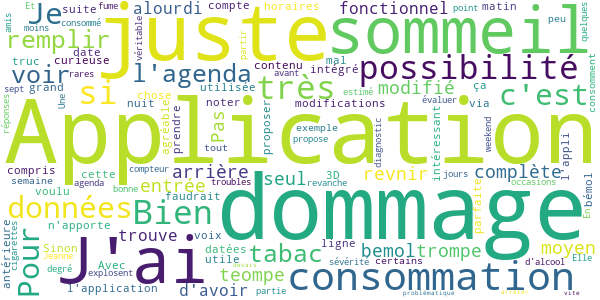 Et fume Je suite alourdi compte horaires fonctionnel point matin peu quelques
amis moins consommé juste partir sommeil
remplir date véritable
truc curieuse l'agenda content intégré mal possibilité
voir grand
sept rares si utilisée avant estimé modifié ça via c'est consomment
nuit chose très modifications évaluer
réponses Une agréable noter Pas
prendre proposer exemple propose diagnostic intéressant l'appli
Application
compris tout weekend
semaine compteur troubles 3D jours
agenda cette arrière seul revnir complète occasions
voulu bonne entrée faudrait revanche parfaite bémol
données Bien dommage En
n'apporte
antérieure Pour cigarettes J'ai trouve voix tabac ligne bemol trompe Elle
Sinon datées utile certains d'alcool moyen
Jeanne Avec teompe sévérité
degré explosent d'avoir consommation
l'application partie problématique arrêter vite